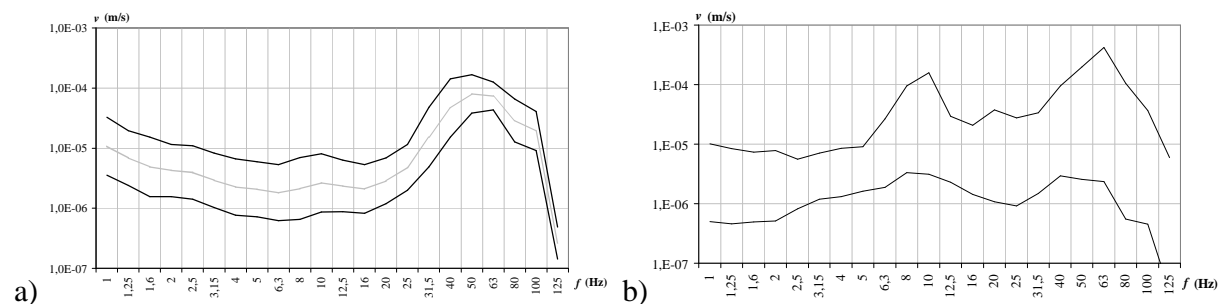 v (m/s)
1,0E-03
1,0E-04
1,0E-05
1,0E-06
1,0E-07
1 1,25 1,6 2 2,5 3,15 4 5 6,3 8 10 12,5 16 20 25 31,5 40 50 63 80 100 125 f (Hz)
a)
v (m/s)
1,E-03
1,E-04
1,E-05
1,E-06
1,E-07
1 1,25 1,6 2 2,5 3,15 4 5 6,3 8 10 12,5 16 20 25 31,5 40 50 63 80 100 125 f (Hz)
b)